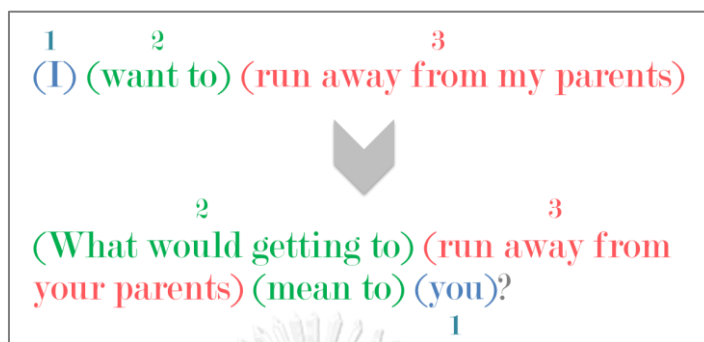 1 2 3
(I) (want to) (run away from my parents)
2 3
(What would getting to) (run away from
your parents) (mean to) (you)?
1